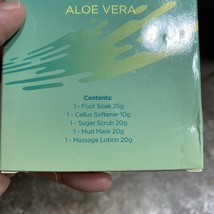 ALOE VERA
Contents:
1 - Foot Soak 25g
1 - Callus Softener 10g
1 - Sugar Scrub 20g
1 - Mud Mask 20g
1 - Massage Lotion 20g